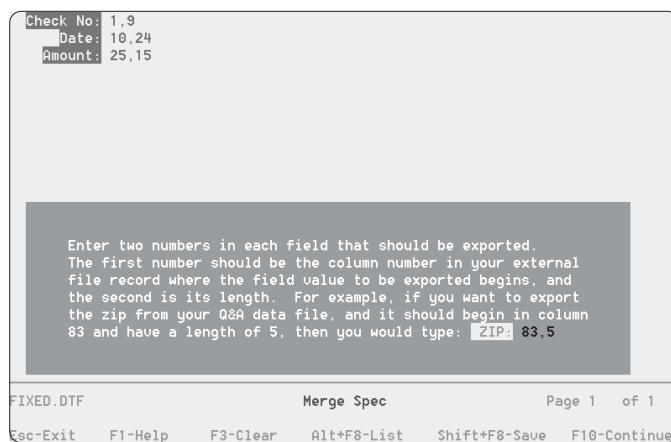 Check No: 1,9
Date: 10,24
Amount: 25,15
Enter two numbers in each field that should be exported.
The first number should be the column number in your external
file record where the field value to be exported begins, and
the second is its length. For example, if you want to export
the zip from your Q&A data file, and it should begin in column
83 and have a length of 5, then you would type: ZIP: 83,5
FIXED.DTF Merge Spec Page 1 of 1
Esc-Exit F1-Help F3-Clear Alt+F8-List Shift+F8-Save F10-Continu